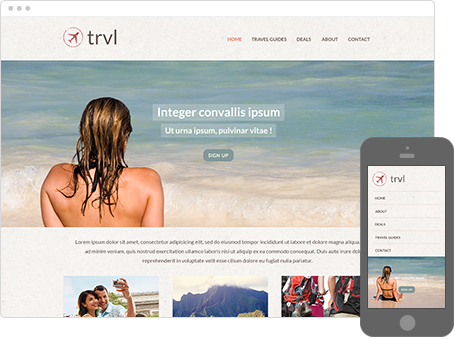 trvl
HOME TRAVEL GUIDES DEALS ABOUT CONTACT
Integer convallis ipsum
Ut urna ipsum, pulvinar vitae !
SIGN UP
Lorem ipsum dolor sit amet, consectetur adipisicing elit, sed do eiusmod tempor incididunt ut labore et dolore magna aliqua.
ad minim veniam, quis nostrud exercitation ullamco laboris nisi ut aliquip ex ea commodo consequat. Duis aute irure dolor
reprehenderit in voluptate velit esse cillum dolore eu fugiat nulla pariatur.
trvl
HOME
ABOUT
DEALS
TRAVEL GUIDES
CONTACT
SIGN UP